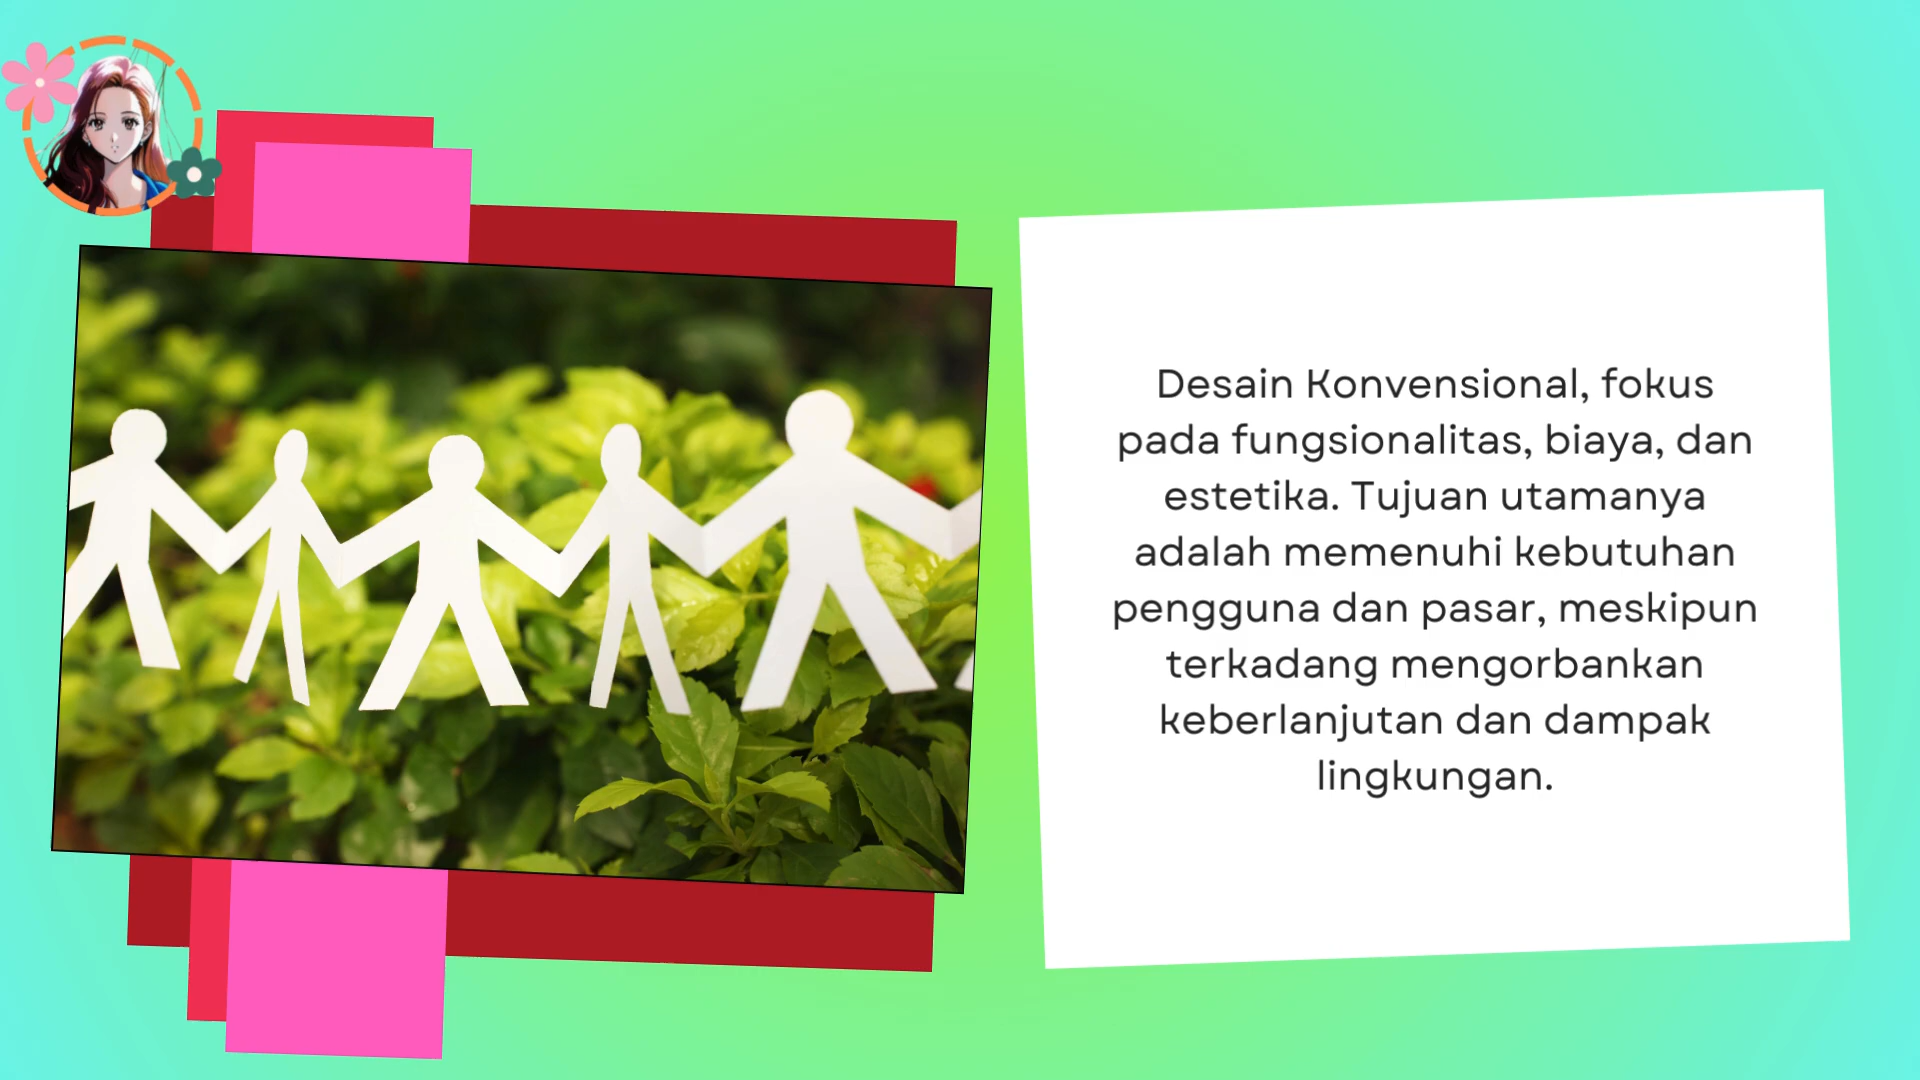 Desain Konvensional, fokus
pada fungsionalitas, biaya, dan
estetika. Tujuan utamanya
adalah memenuhi kebutuhan
pengguna dan pasar, meskipun
terkadang mengorbankan
keberlanjutan dan dampak
lingkungan.